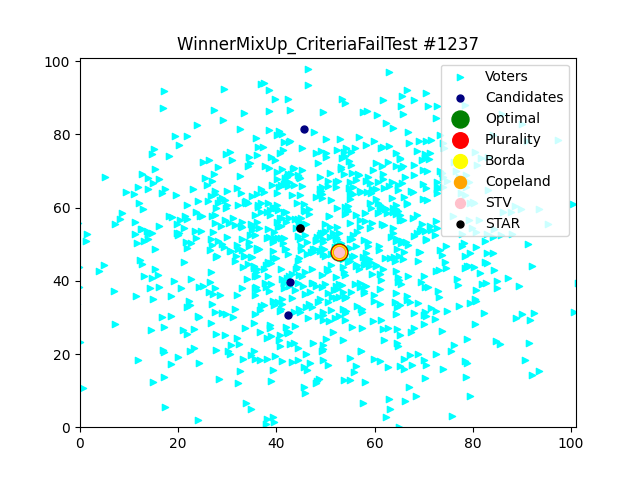 WinnerMixUp_CriteriaFailTest #1237
100
80
60
40
20
0
0
20
40
60
80
100
Voters
Candidates
Optimal
Plurality
Borda
Copeland
STV
STAR